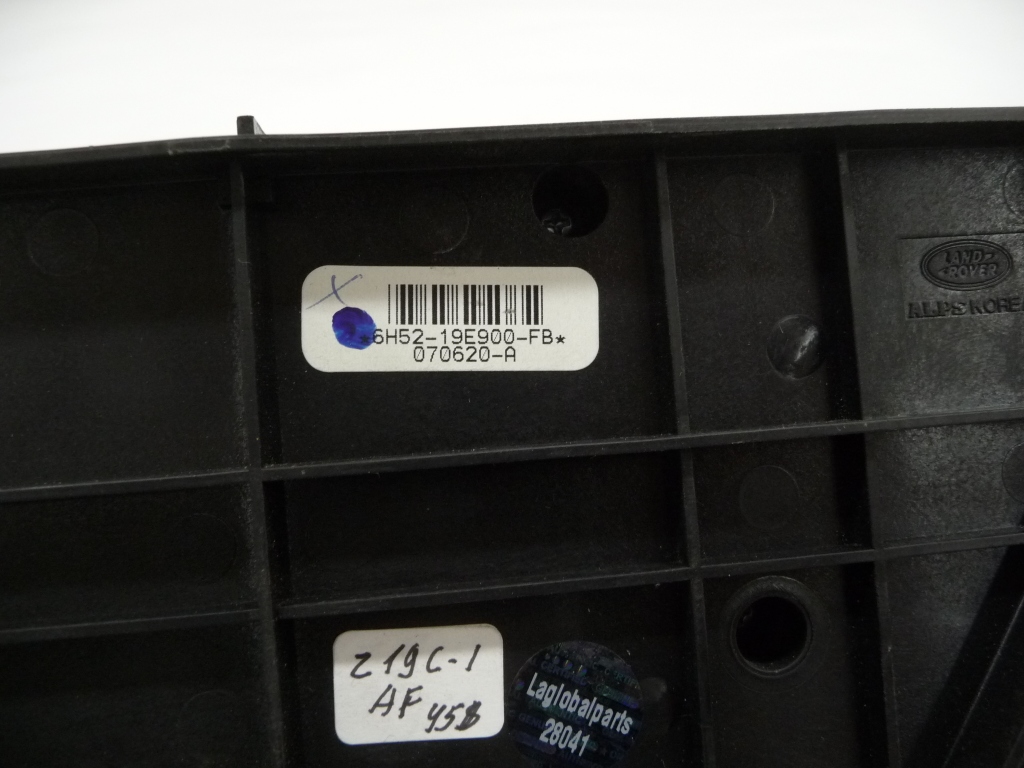 *6H52-19E900-FB*
070620-A
LAND
ROVER
ALPS KOREA
z19C-1
AF 45B
Laglobalparts
28041